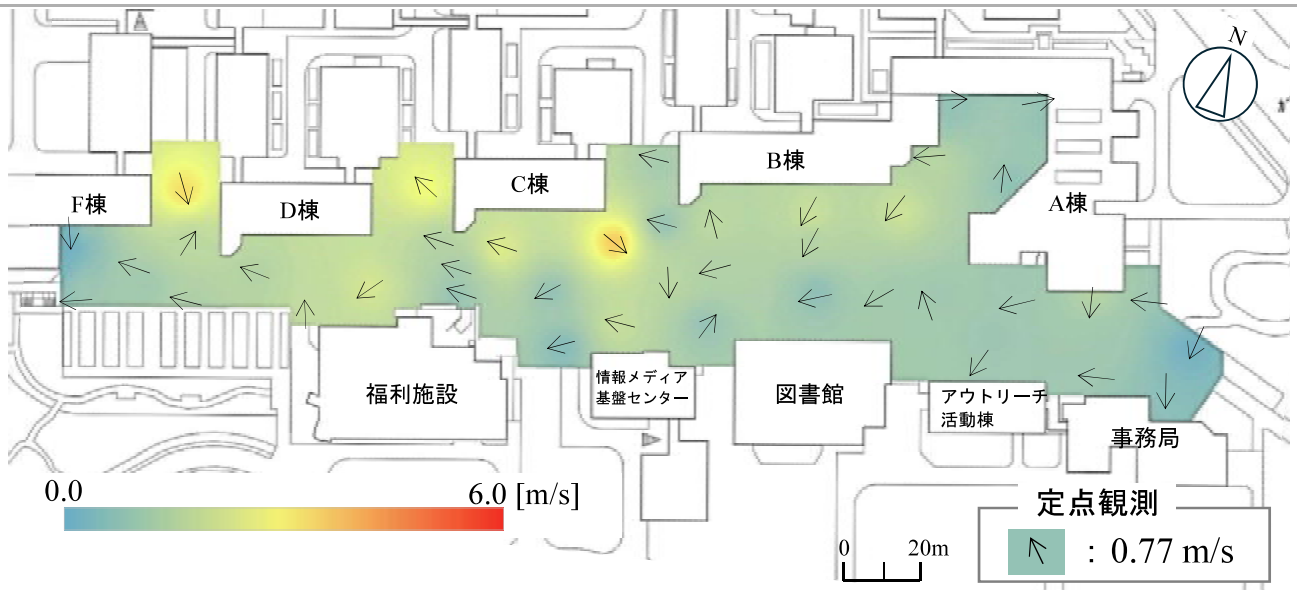 N
F棟
D棟
C棟
B棟
A棟
福利施設
情報メディア
基盤センター
図書館
アウトリーチ
活動棟
事務局
0.0
6.0 [m/s]
0
20m
定点観測
: 0.77 m/s